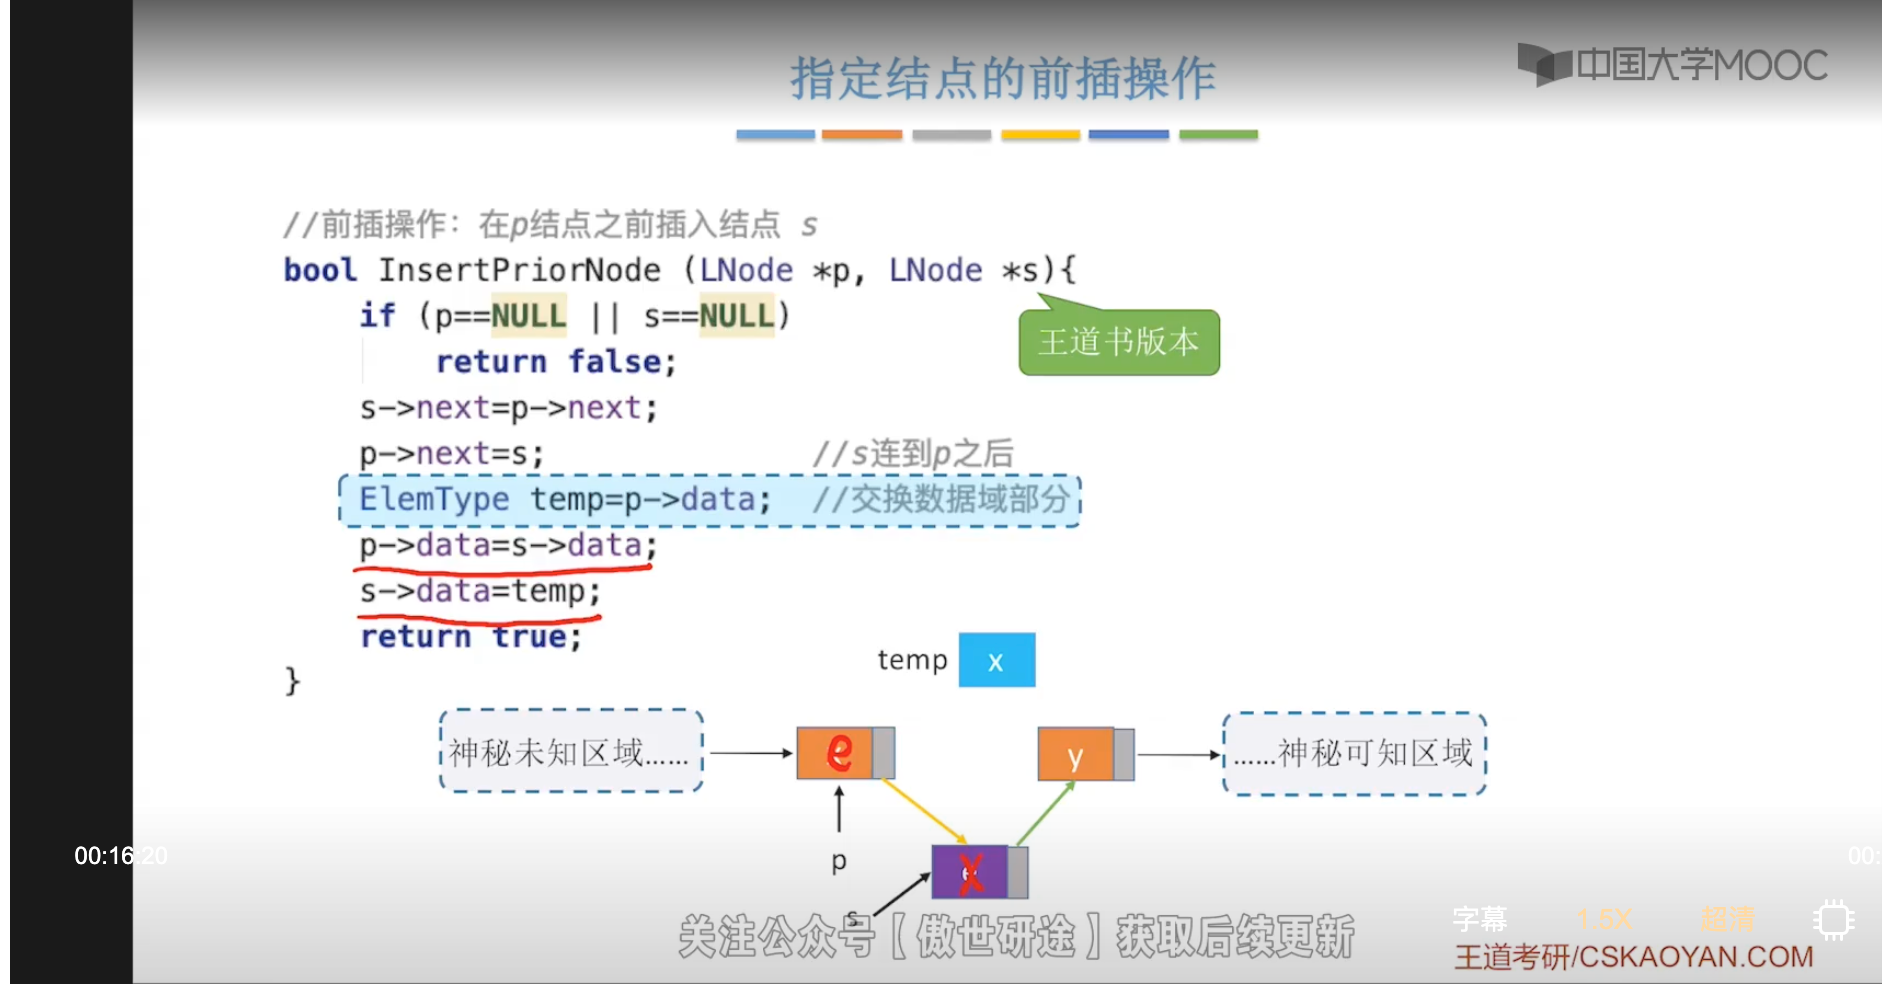 指定结点的前插操作
中国大学MOOC
//前插操作：在p结点之前插入结点 s
bool InsertPriorNode (LNode *p, LNode *s){
if (p==NULL || s==NULL)
return false;
王道书版本
s->next=p->next;
p->next=s; //s连到p之后
ElemType temp=p->data; //交换数据域部分
p->data=s->data;
s->data=temp;
return true;
}
temp x
神秘未知区域…… e y ……神秘可知区域
00:16:20
00:
p
X
s
关注公众号【傲世研途】获取后续更新
字幕 1.5X 超清
王道考研/CSKAOYAN.COM